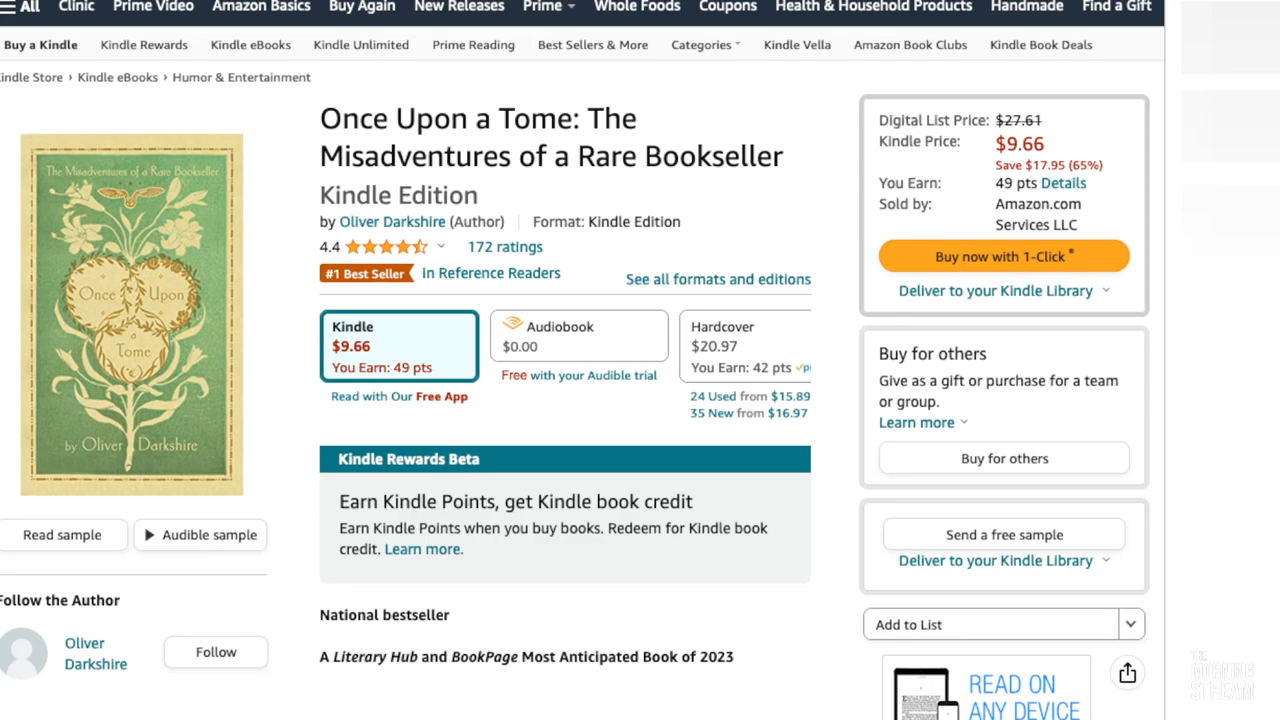 All Clinic Prime Video Amazon Basics Buy Again New Releases Prime Whole Foods Coupons Health & Household Products Handmade Find a Gift
Buy a Kindle Kindle Rewards Kindle eBooks Kindle Unlimited Prime Reading Best Sellers & More Categories Kindle Vella Amazon Book Clubs Kindle Book Deals
indle Store › Kindle eBooks › Humor & Entertainment
The Misadventures of a Rare Bookseller
Once Upon
Tome
by Oliver Darkshire
Read sample
Audible sample
Follow the Author
Oliver
Darkshire
Follow
Once Upon a Tome: The
Misadventures of a Rare Bookseller
Kindle Edition
by Oliver Darkshire (Author) Format: Kindle Edition
4.4 172 ratings
#1 Best Seller in Reference Readers
See all formats and editions
Kindle
$9.66
You Earn: 49 pts
Read with Our Free App
Audiobook
$0.00
Free with your Audible trial
Hardcover
$20.97
You Earn: 42 pts
24 Used from $15.89
35 New from $16.97
Kindle Rewards Beta
Earn Kindle Points, get Kindle book credit
Earn Kindle Points when you buy books. Redeem for Kindle book
credit. Learn more.
National bestseller
A Literary Hub and BookPage Most Anticipated Book of 2023
Digital List Price: $27.61
Kindle Price: $9.66
Save $17.95 (65%)
You Earn: 49 pts Details
Sold by: Amazon.com
Services LLC
Buy now with 1-Click ®
Deliver to your Kindle Library
Buy for others
Give as a gift or purchase for a team
or group.
Learn more
Buy for others
Send a free sample
Deliver to your Kindle Library
Add to List
READ ON
ANY DEVICE
THE
MORNING
STREAM